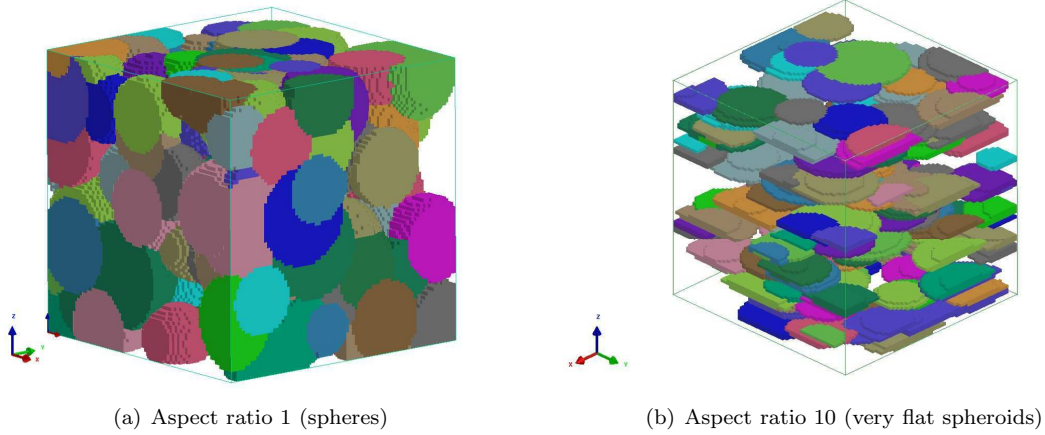 Z
Y
X
Z
X
Y
(a) Aspect ratio 1 (spheres)
(b) Aspect ratio 10 (very flat spheroids)